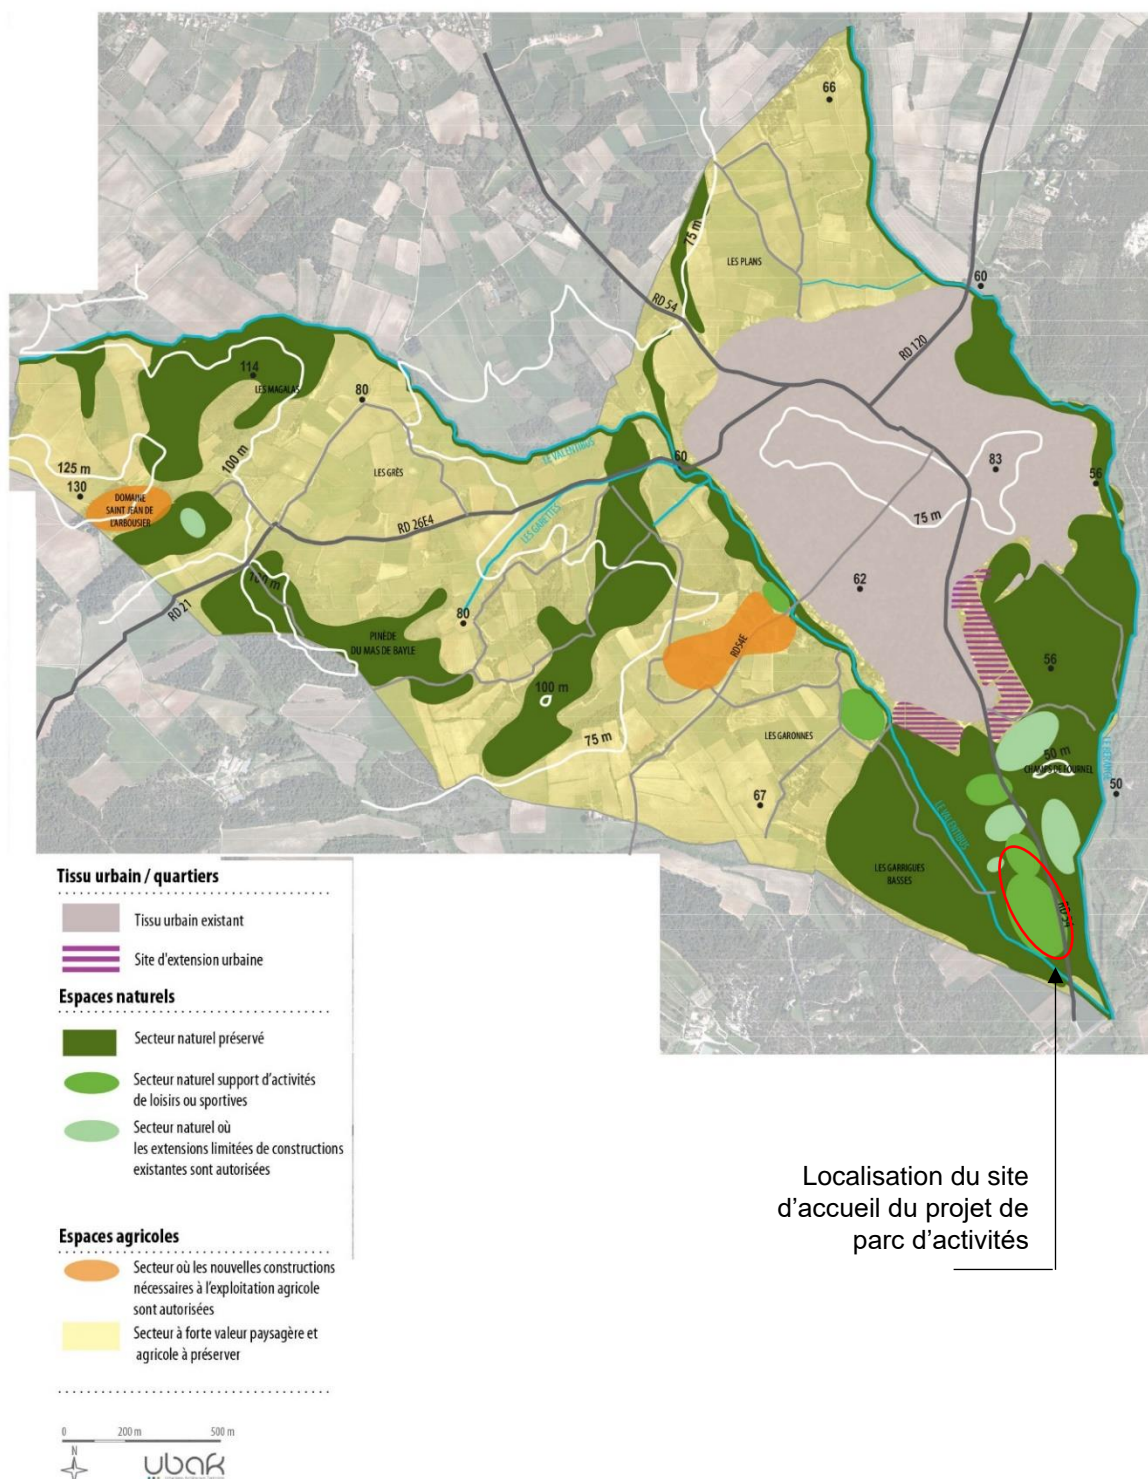 66
75 m
LES PLANS
60
RD 54
RD 120
114
LES MAGALAS
80
LE VALENTIBUS
60
83
56
100 m
LES GRÈS
125 m
130
75 m
DOMAINE
SAINT JEAN DE
L'ARBOUSIER
RD 26E4
LES GARETTES
100 m
62
RD 21
80
PINÈDE
DU MAS DE BAYLE
RD54E
56
100 m
75 m
LES GARONNES
50 m
CHAMPS DE FOURNEL
67
50
LE VALENTIBUS
LES GARRIGUES
BASSES
RD 54
Tissu urbain / quartiers
Tissu urbain existant
Site d'extension urbaine
Espaces naturels
Secteur naturel préservé
Secteur naturel support d'activités
de loisirs ou sportives
Secteur naturel où
les extensions limitées de constructions
existantes sont autorisées
Localisation du site
d'accueil du projet de
parc d'activités
Espaces agricoles
Secteur où les nouvelles constructions
nécessaires à l'exploitation agricole
sont autorisées
Secteur à forte valeur paysagère et
agricole à préserver
0 200 m 500 m
N
ubak